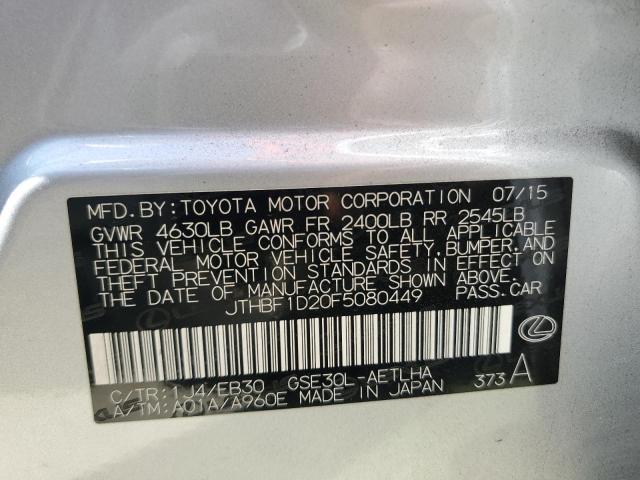 MFD.BY:TOYOTA MOTOR CORPORATION 07/15
GVWR 4630LB GAWR FR 2400LB RR 2545LB
THIS VEHICLE CONFORMS TO ALL APPLICABLE
FEDERAL MOTOR VEHICLE SAFETY,BUMPER,AND
THEFT PREVENTION STANDARDS IN EFFECT ON
THE DATE OF MANUFACTURE SHOWN ABOVE.
JTHBF1D20F5080449 PASS.CAR
C/TR:1J4/EB30 GSE30L-AETLHA
A/TM:A01A/A960E MADE IN JAPAN 373A